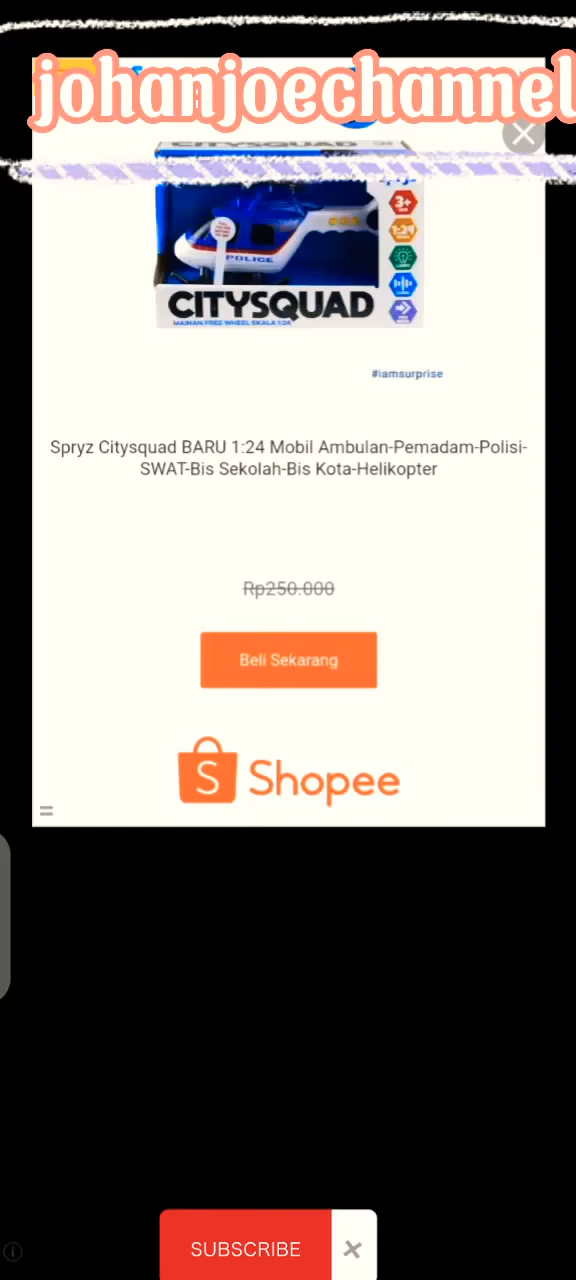 johanjoechannel
CITYSQUAD
3+
1:24
POLICE
CITYSQUAD
MAINAN FREE WHEEL SKALA 1:24
#iamsurprise
Spryz Citysquad BARU 1:24 Mobil Ambulan-Pemadam-Polisi-
SWAT-Bis Sekolah-Bis Kota-Helikopter
Rp250.000
Beli Sekarang
S Shopee
SUBSCRIBE